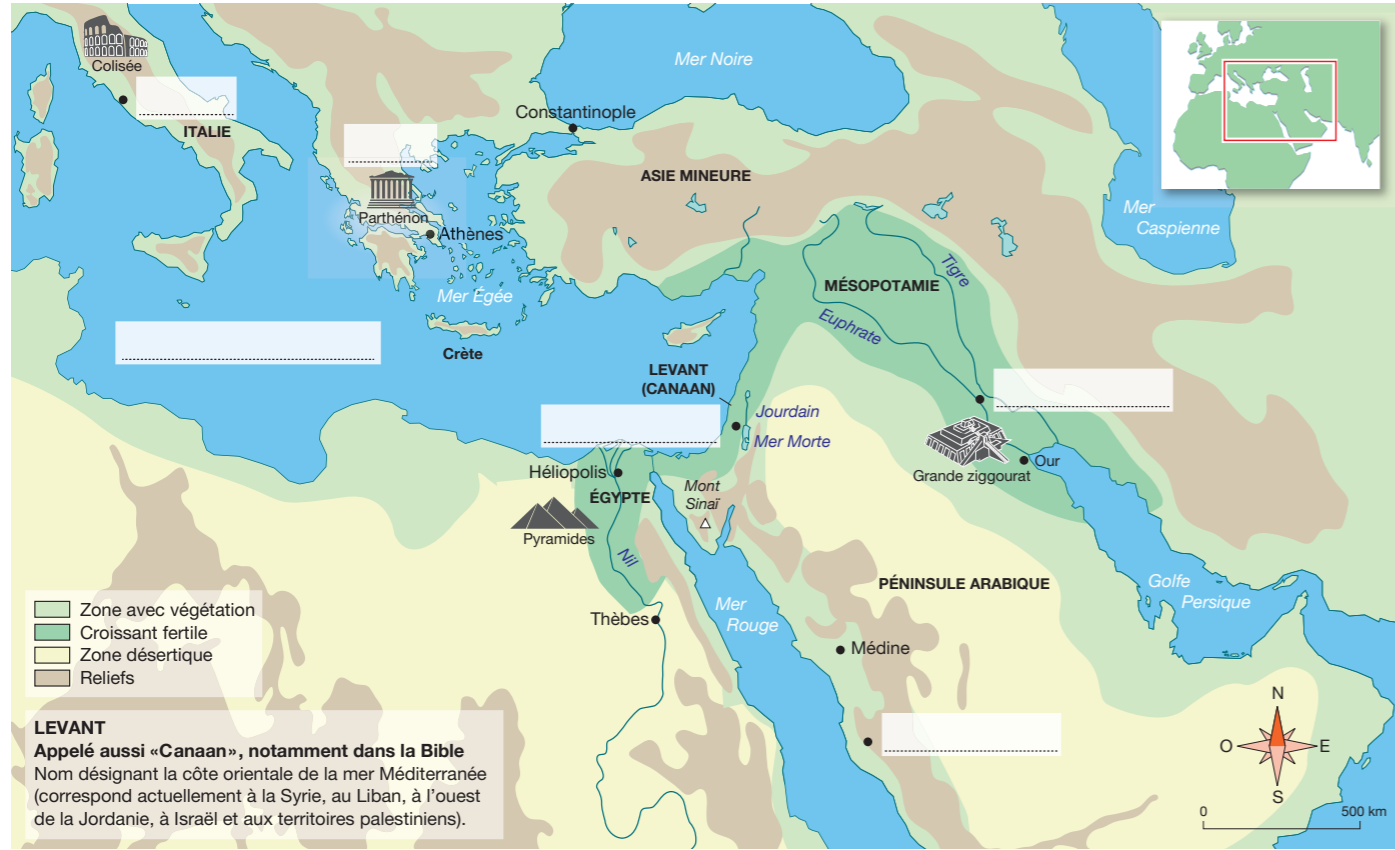 Colisée
ITALIE
Mer Noire
Constantinople
ASIE MINEURE
Parthénon
Athènes
Mer Égée
Crète
Mer
Caspienne
Tigre
MÉSOPOTAMIE
Euphrate
LEVANT
(CANAAN)
Jourdain
Mer Morte
Our
Grande ziggourat
Héliopolis
ÉGYPTE
Mont
Sinaï
Pyramides
Nil
PÉNINSULE ARABIQUE
Golfe
Persique
Mer
Rouge
Thèbes
Médine
Zone avec végétation
Croissant fertile
Zone désertique
Reliefs
LEVANT
Appelé aussi «Canaan», notamment dans la Bible
Nom désignant la côte orientale de la mer Méditerranée
(correspond actuellement à la Syrie, au Liban, à l'ouest
de la Jordanie, à Israël et aux territoires palestiniens).
N
O E
S
0 500 km